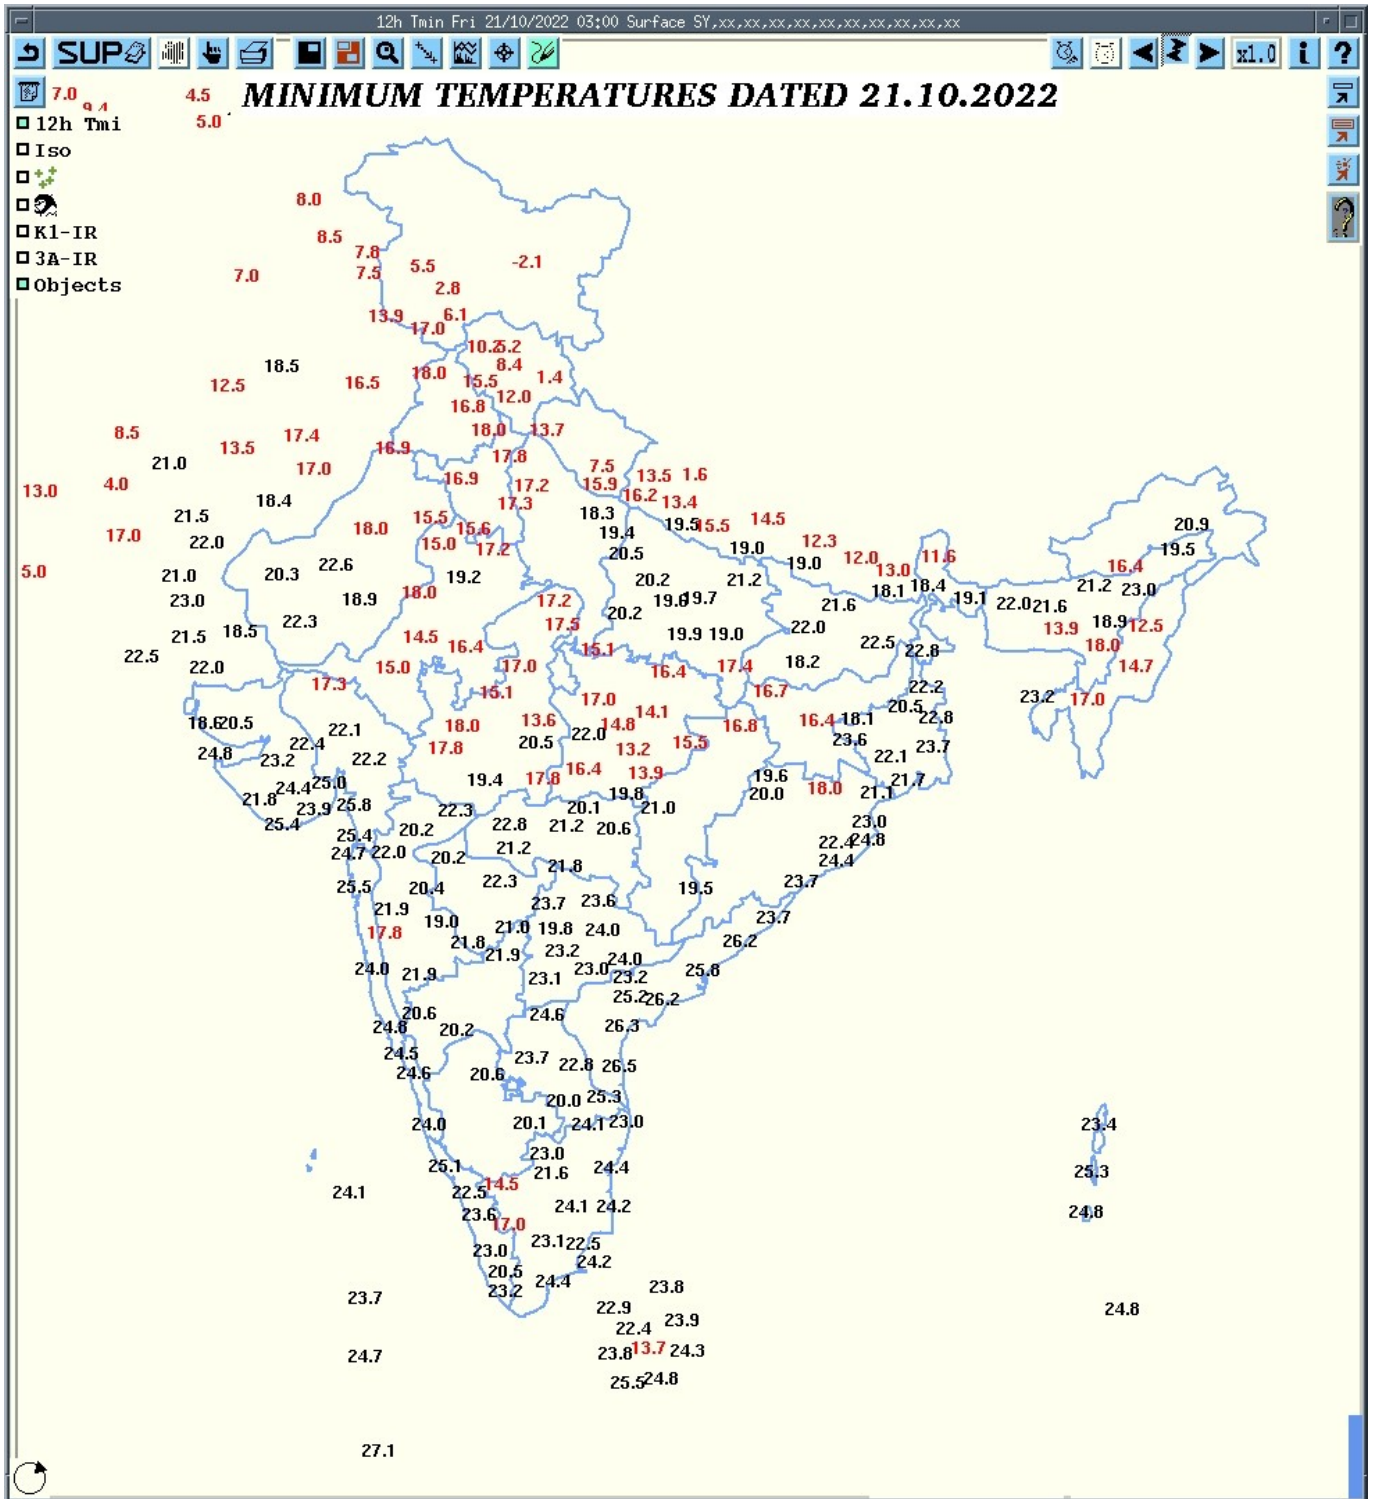 12h Tmin Fri 21/10/2022 03:00 Surface SY,xx,xx,xx,xx,xx,xx,xx,xx,xx,xx
SUP x1.0 i ?
MINIMUM TEMPERATURES DATED 21.10.2022
7.0 4.5
9.4
12h Tmi 5.0
Iso
8.0
K1-IR 8.5
7.8
3A-IR 7.0 7.5 5.5 -2.1
Objects 2.8
13.9 6.1
17.0
10.2 5.2
18.5 8.4
12.5 16.5 18.0 15.5 1.4
12.0
16.8
8.5 17.4 18.0 13.7
13.5 16.9
21.0 17.0 17.8 7.5
13.0 4.0 16.9 17.2 15.9 13.5 1.6
18.4 17.3 16.2 13.4
21.5 15.5 18.3 14.5
17.0 22.0 18.0 15.6 19.4 19.5 15.5 20.9
15.0 17.2 20.5 19.0 12.3 19.5
5.0 21.0 20.3 22.6 19.2 20.2 21.2 19.0 12.0 13.0 11.6 16.4
23.0 18.9 18.0 17.2 19.6 19.7 21.6 18.1 18.4 19.1 22.0 21.6 21.2 23.0
21.5 18.5 22.3 14.5 17.5 20.2 19.9 19.0 22.0 22.5 13.9 18.9 12.5
22.5 22.0 15.0 16.4 17.0 15.1 16.4 17.4 18.2 22.8 18.0 14.7
17.3 15.1 17.0 16.7 22.2 23.2 17.0
18.6 20.5 22.1 18.0 13.6 14.8 14.1 16.8 16.4 18.1 20.5 22.8
24.8 22.4 17.8 20.5 22.0 13.2 15.5 23.6 23.7
23.2 22.2 16.4 13.9 22.1
24.4 25.0 19.4 17.8 19.6 18.0 21.7
21.8 23.9 25.8 22.3 20.1 19.8 21.0 20.0 21.1
25.4 25.4 20.2 22.8 21.2 20.6 23.0
24.7 22.0 20.2 21.2 22.4 24.8
21.8 24.4
25.5 20.4 22.3 19.5 23.7
21.9 19.0 23.7 23.6 23.7
17.8 21.8 21.0 19.8 24.0 26.2
21.9 23.2 24.0
24.0 21.9 23.1 23.0 23.2 25.8
25.2 26.2
20.6 24.6
24.8 20.2 26.3
24.5 23.7 22.8 26.5
24.6 20.6
20.0 25.3
24.0 20.1 24.1 23.0 23.4
23.0
25.1 21.6 24.4 25.3
24.1 22.5 14.5
23.6 24.1 24.2 24.8
17.0
23.0 23.1 22.5
20.5 24.2
23.2 24.4 23.8
23.7 22.9 24.8
22.4 23.9
24.7 23.8 13.7 24.3
25.5 24.8
27.1